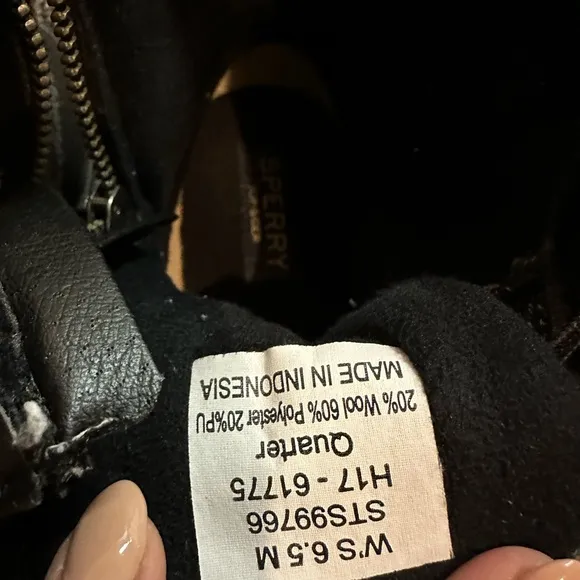 W'S 6.5 M
STS99766
H17 - 61775
Quarter
20% Wool 60% Polyester 20%PU
MADE IN INDONESIA
SPERRY